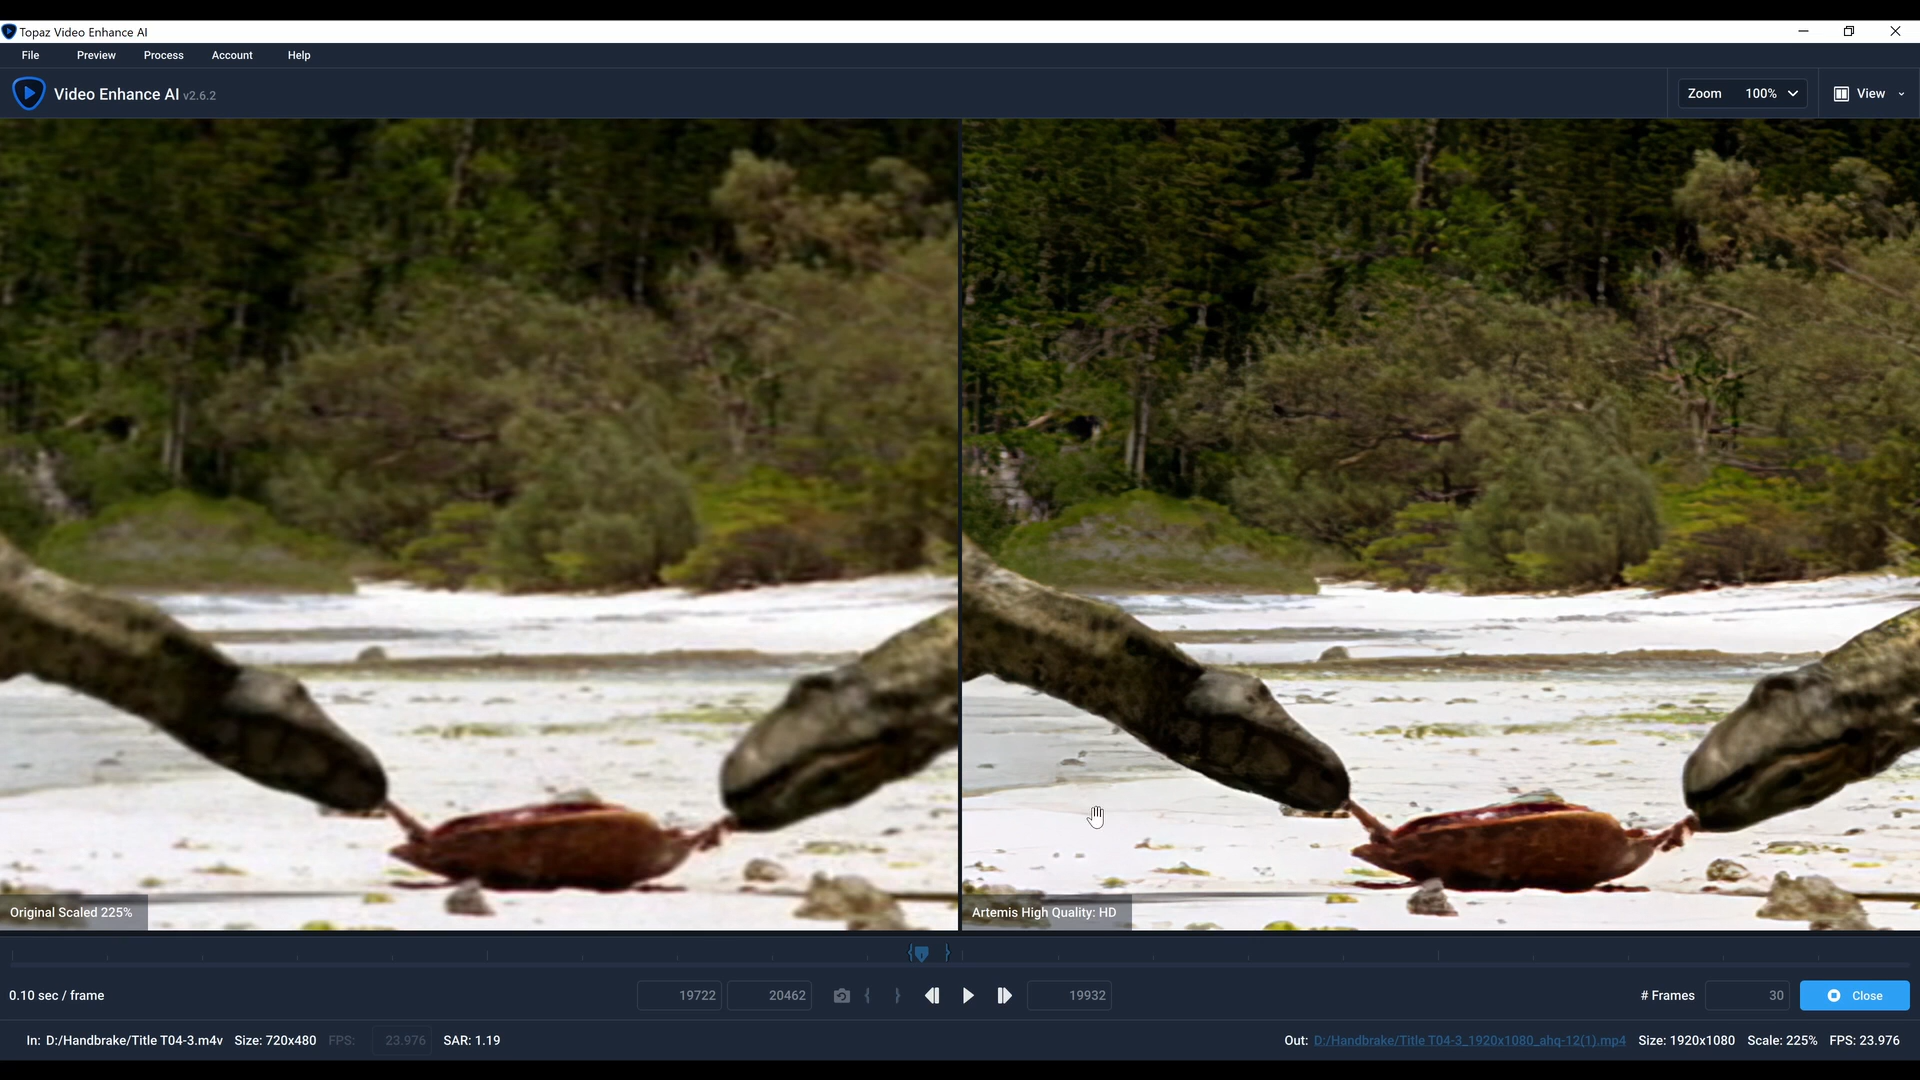 Topaz Video Enhance AI
File Preview Process Account Help
Video Enhance AI v2.6.2
Zoom 100% View
Original Scaled 225%
Artemis High Quality: HD
0.10 sec / frame 19722 20462 { } 19932 # Frames 30 Close
In: D:/Handbrake/Title T04-3.m4v Size: 720x480 FPS: 23.976 SAR: 1.19 Out: D:/Handbrake/Title T04-3_1920x1080_ahq-12(1).mp4 Size: 1920x1080 Scale: 225% FPS: 23.976